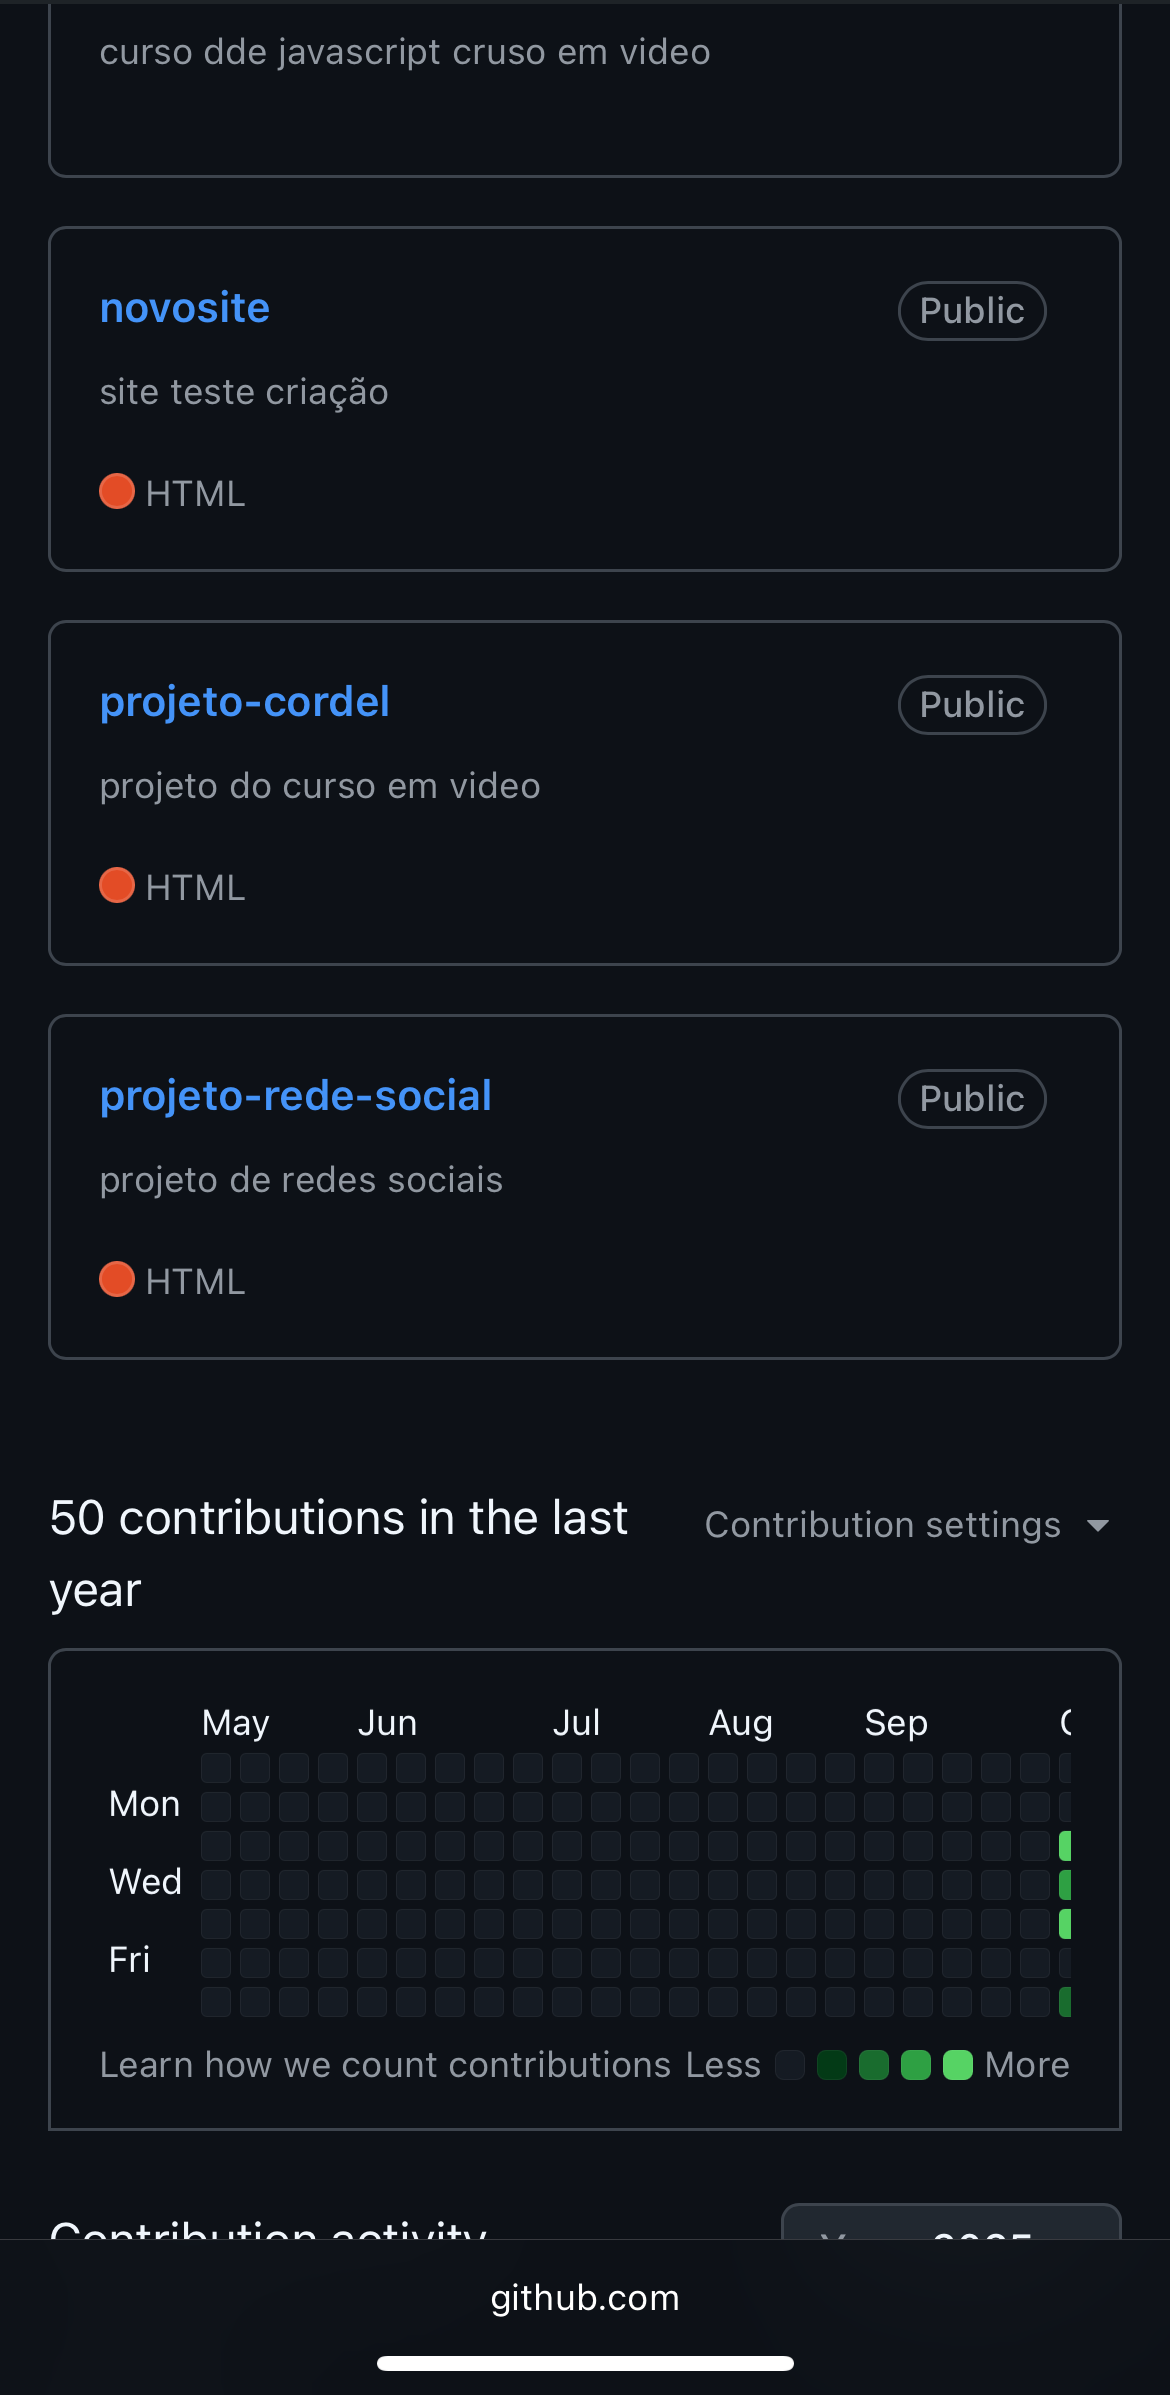 curso dde javascript cruso em video
novosite
Public
site teste criação
HTML
projeto-cordel
Public
projeto do curso em video
HTML
projeto-rede-social
Public
projeto de redes sociais
HTML
50 contributions in the last
year
Contribution settings
May Jun Jul Aug Sep
Mon
Wed
Fri
Learn how we count contributions Less More
Contribution activity
github.com